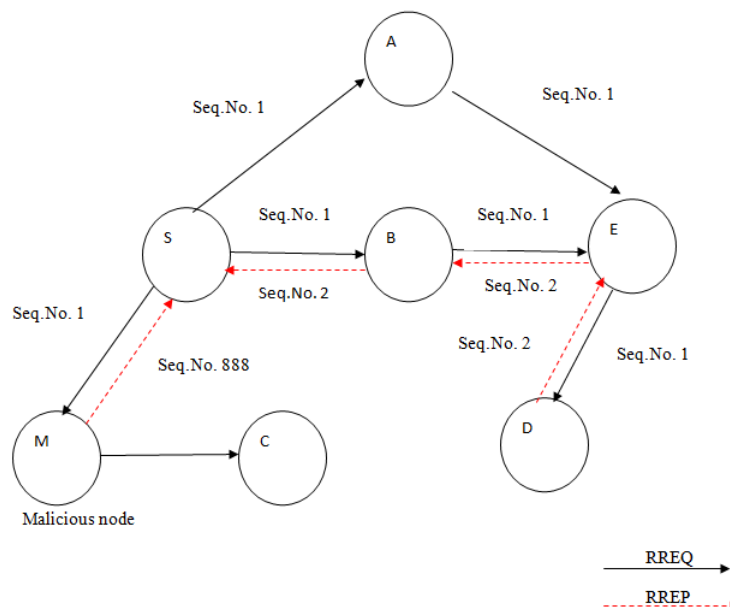 A
Seq.No. 1
Seq.No. 1
Seq.No. 1
Seq.No. 1
S
B
E
Seq.No. 2
Seq.No. 2
Seq.No. 1
Seq.No. 2
Seq.No. 1
Seq.No. 888
M
C
D
Malicious node
RREQ
RREP